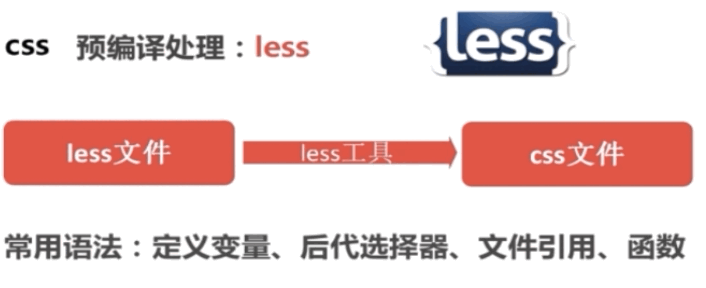 css 预编译处理：less
{less}
less文件
less工具
css文件
常用语法：定义变量、后代选择器、文件引用、函数